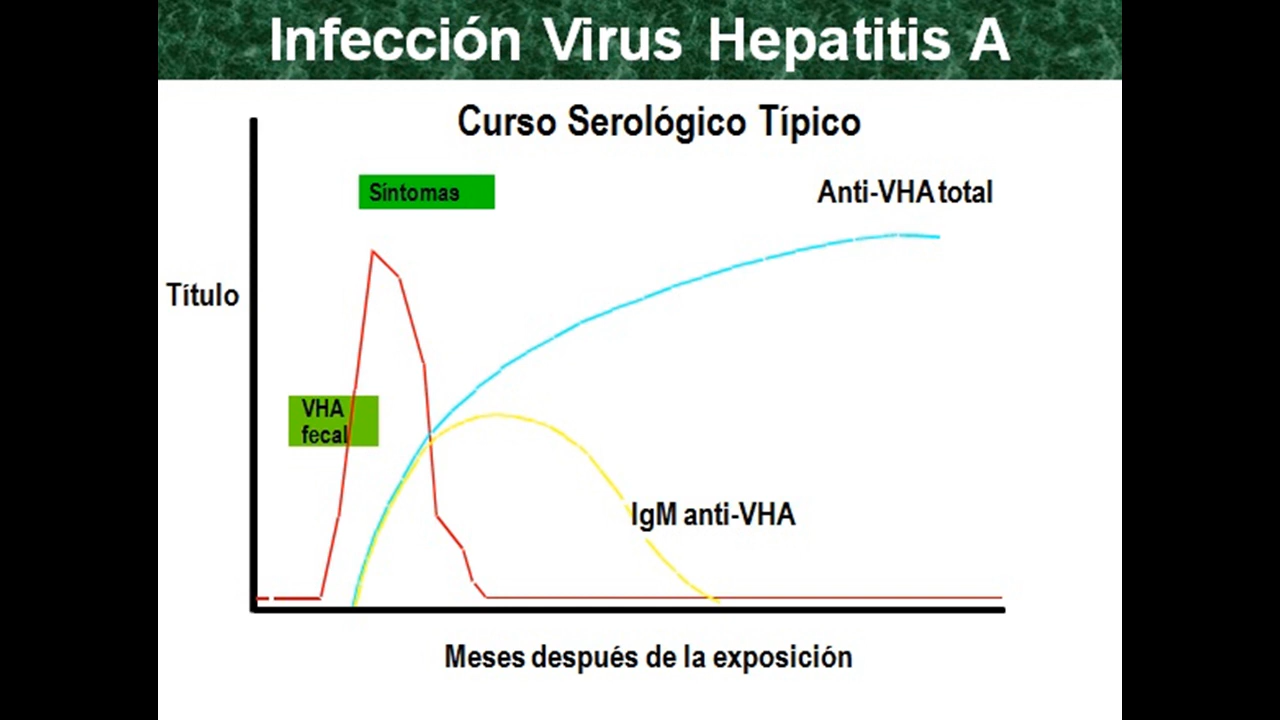 Infección Virus Hepatitis A
Curso Serológico Típico
Síntomas
Anti-VHA total
Título
VHA
fecal
IgM anti-VHA
Meses después de la exposición